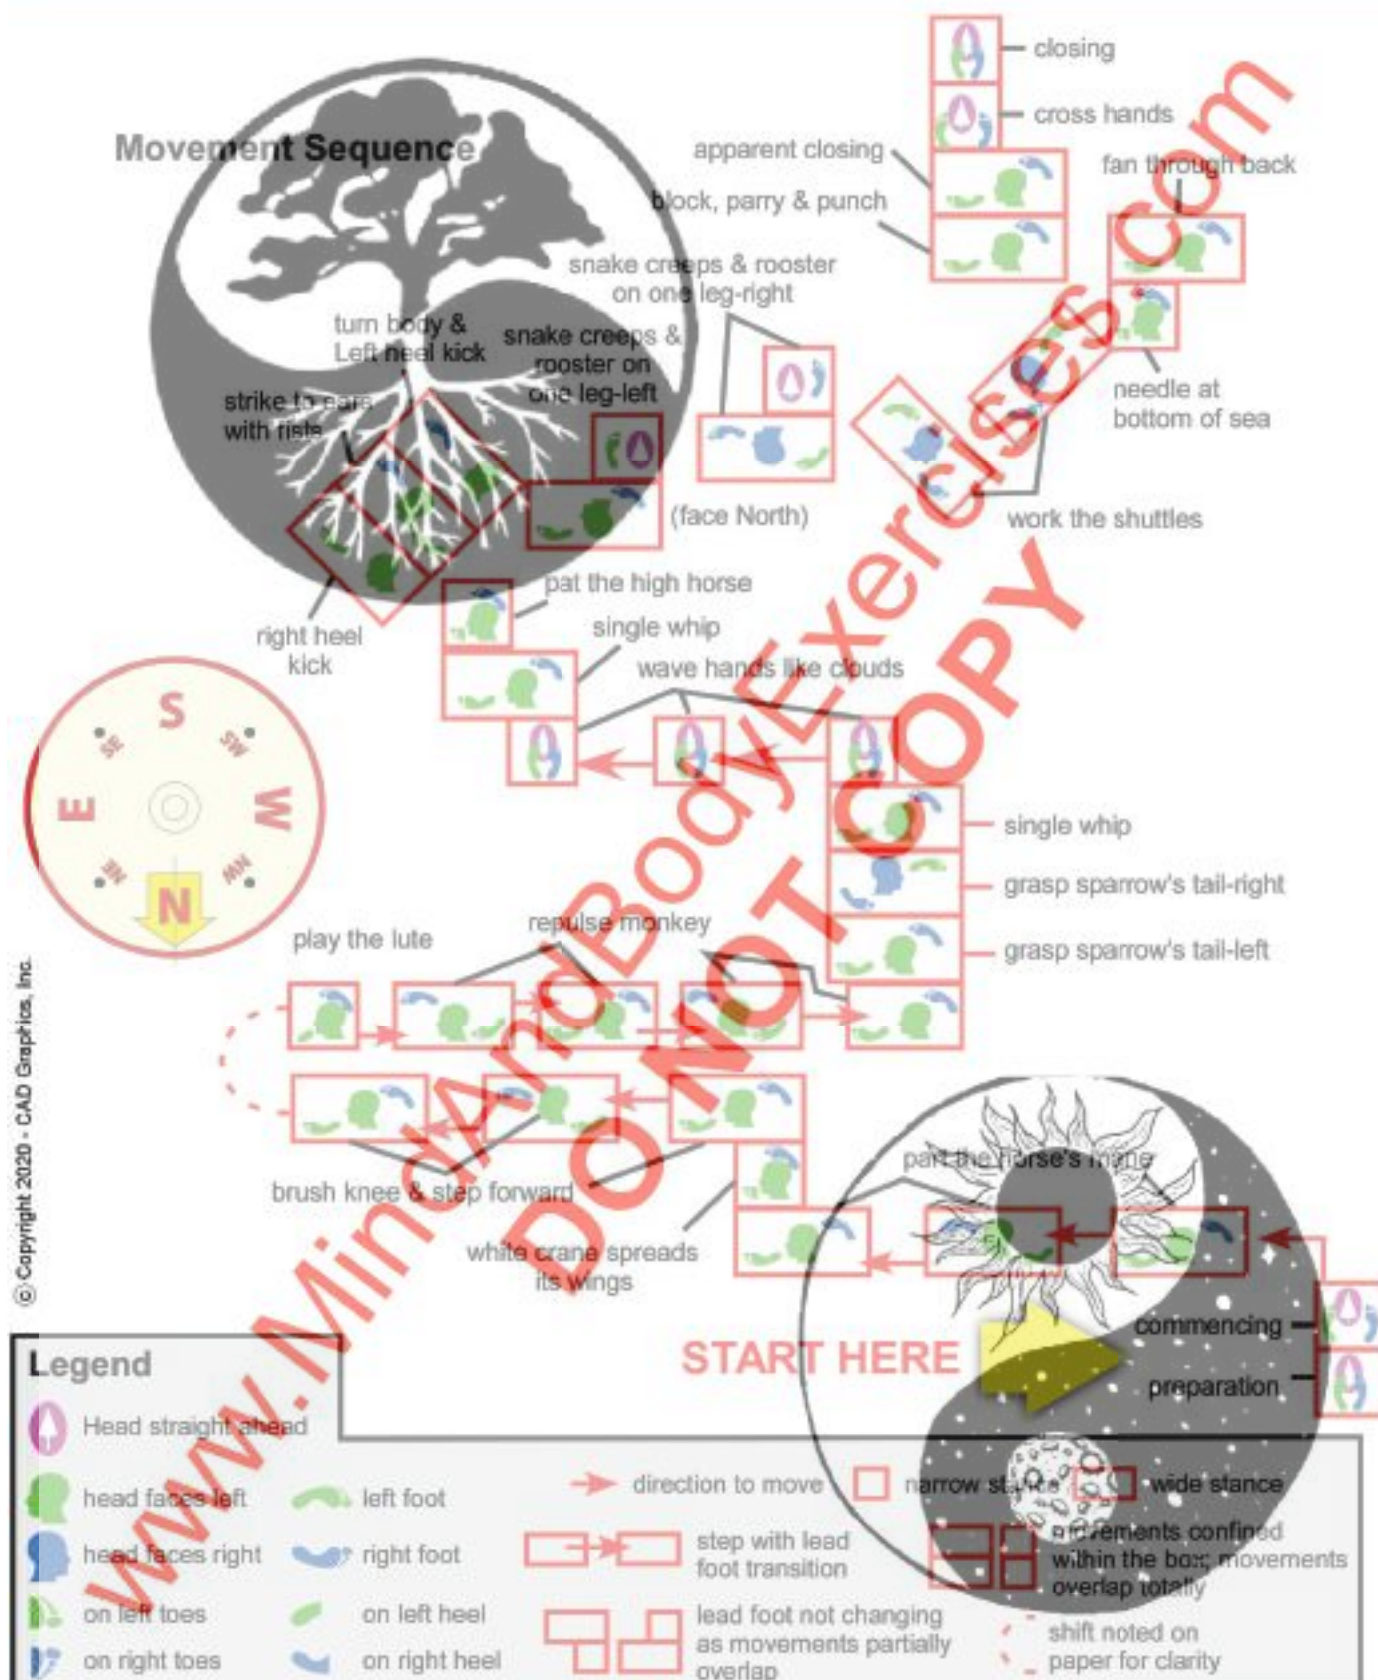 closing
cross hands
Movement Sequence
apparent closing
fan through back
block, parry & punch
snake creeps & rooster
on one leg-right
turn body &
Left heel kick
snake creeps &
rooster on
one leg-left
strike to ears
with fists
needle at
bottom of sea
(face North)
work the shuttles
pat the high horse
single whip
right heel
kick
wave hands like clouds
S
SE
SW
E
W
NE
NW
N
single whip
grasp sparrow's tail-right
grasp sparrow's tail-left
repulse monkey
play the lute
brush knee & step forward
part the horse's mane
white crane spreads
its wings
START HERE
commencing
preparation
© Copyright 2020 - CAD Graphics, Inc.
www.MindAndBodyExercises.com
DO NOT COPY
Legend
Head straight ahead
head faces left
left foot
direction to move
narrow stance
wide stance
head faces right
right foot
step with lead
foot transition
movements confined
within the box; movements
overlap totally
on left toes
on left heel
lead foot not changing
as movements partially
overlap
shift noted on
paper for clarity
on right toes
on right heel